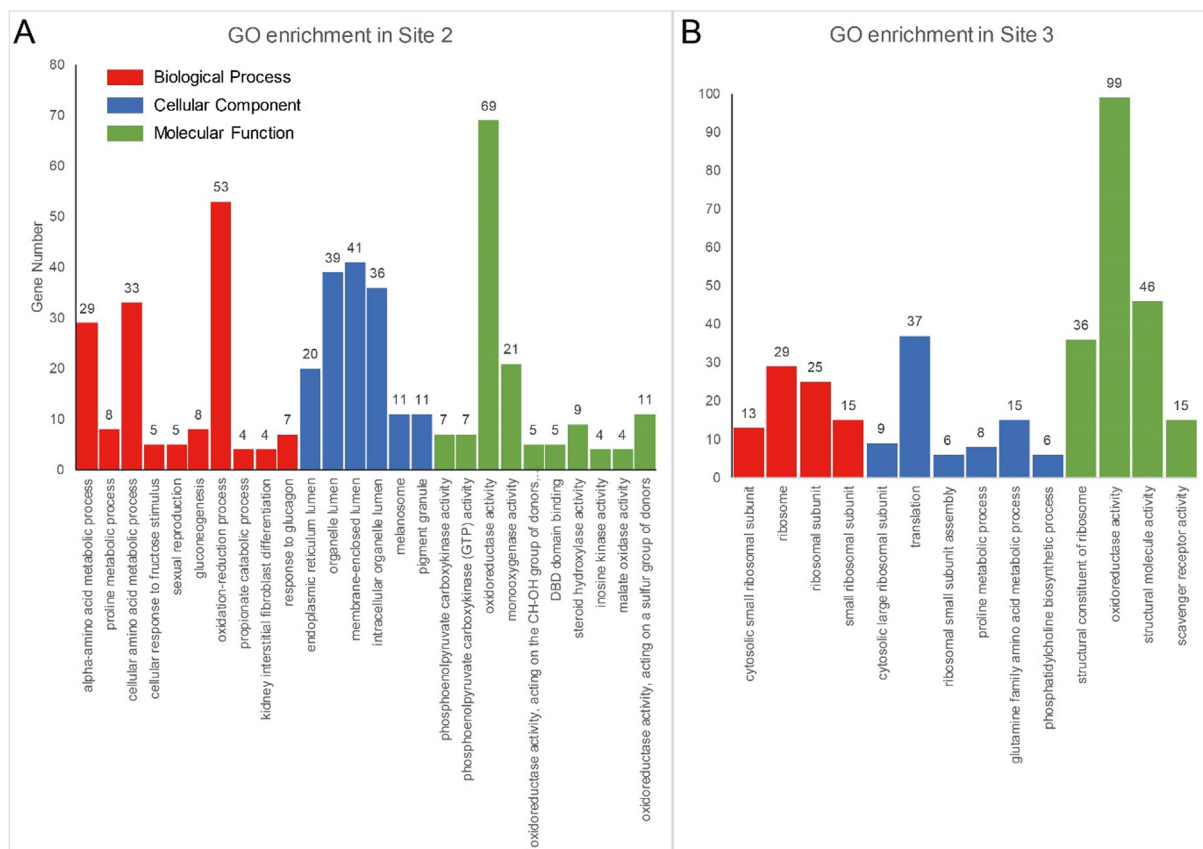 A
GO enrichment in Site 2
80
70
60
50
40
30
20
10
0
Gene Number
Biological Process
Cellular Component
Molecular Function
29
8
33
5
5
8
53
4
4
7
20
39
41
36
11
11
7
7
69
21
5
5
9
4
4
11
alpha-amino acid metabolic process
proline metabolic process
cellular amino acid metabolic process
cellular response to fructose stimulus
sexual reproduction
gluconeogenesis
oxidation-reduction process
propionate catabolic process
kidney interstitial fibroblast differentiation
response to glucagon
endoplasmic reticulum lumen
organelle lumen
membrane-enclosed lumen
intracellular organelle lumen
melanosome
pigment granule
phosphoenolpyruvate carboxykinase activity
phosphoenolpyruvate carboxykinase (GTP) activity
oxidoreductase activity
monooxygenase activity
oxidoreductase activity, acting on the CH-OH group of donors,..
DBD domain binding
steroid hydroxylase activity
inosine kinase activity
malate oxidase activity
oxidoreductase activity, acting on a sulfur group of donors
B
GO enrichment in Site 3
100
90
80
70
60
50
40
30
20
10
0
13
29
25
15
9
37
6
8
15
6
36
99
46
15
cytosolic small ribosomal subunit
ribosome
ribosomal subunit
small ribosomal subunit
cytosolic large ribosomal subunit
translation
ribosomal small subunit assembly
proline metabolic process
glutamine family amino acid metabolic process
phosphatidylcholine biosynthetic process
structural constituent of ribosome
oxidoreductase activity
structural molecule activity
scavenger receptor activity